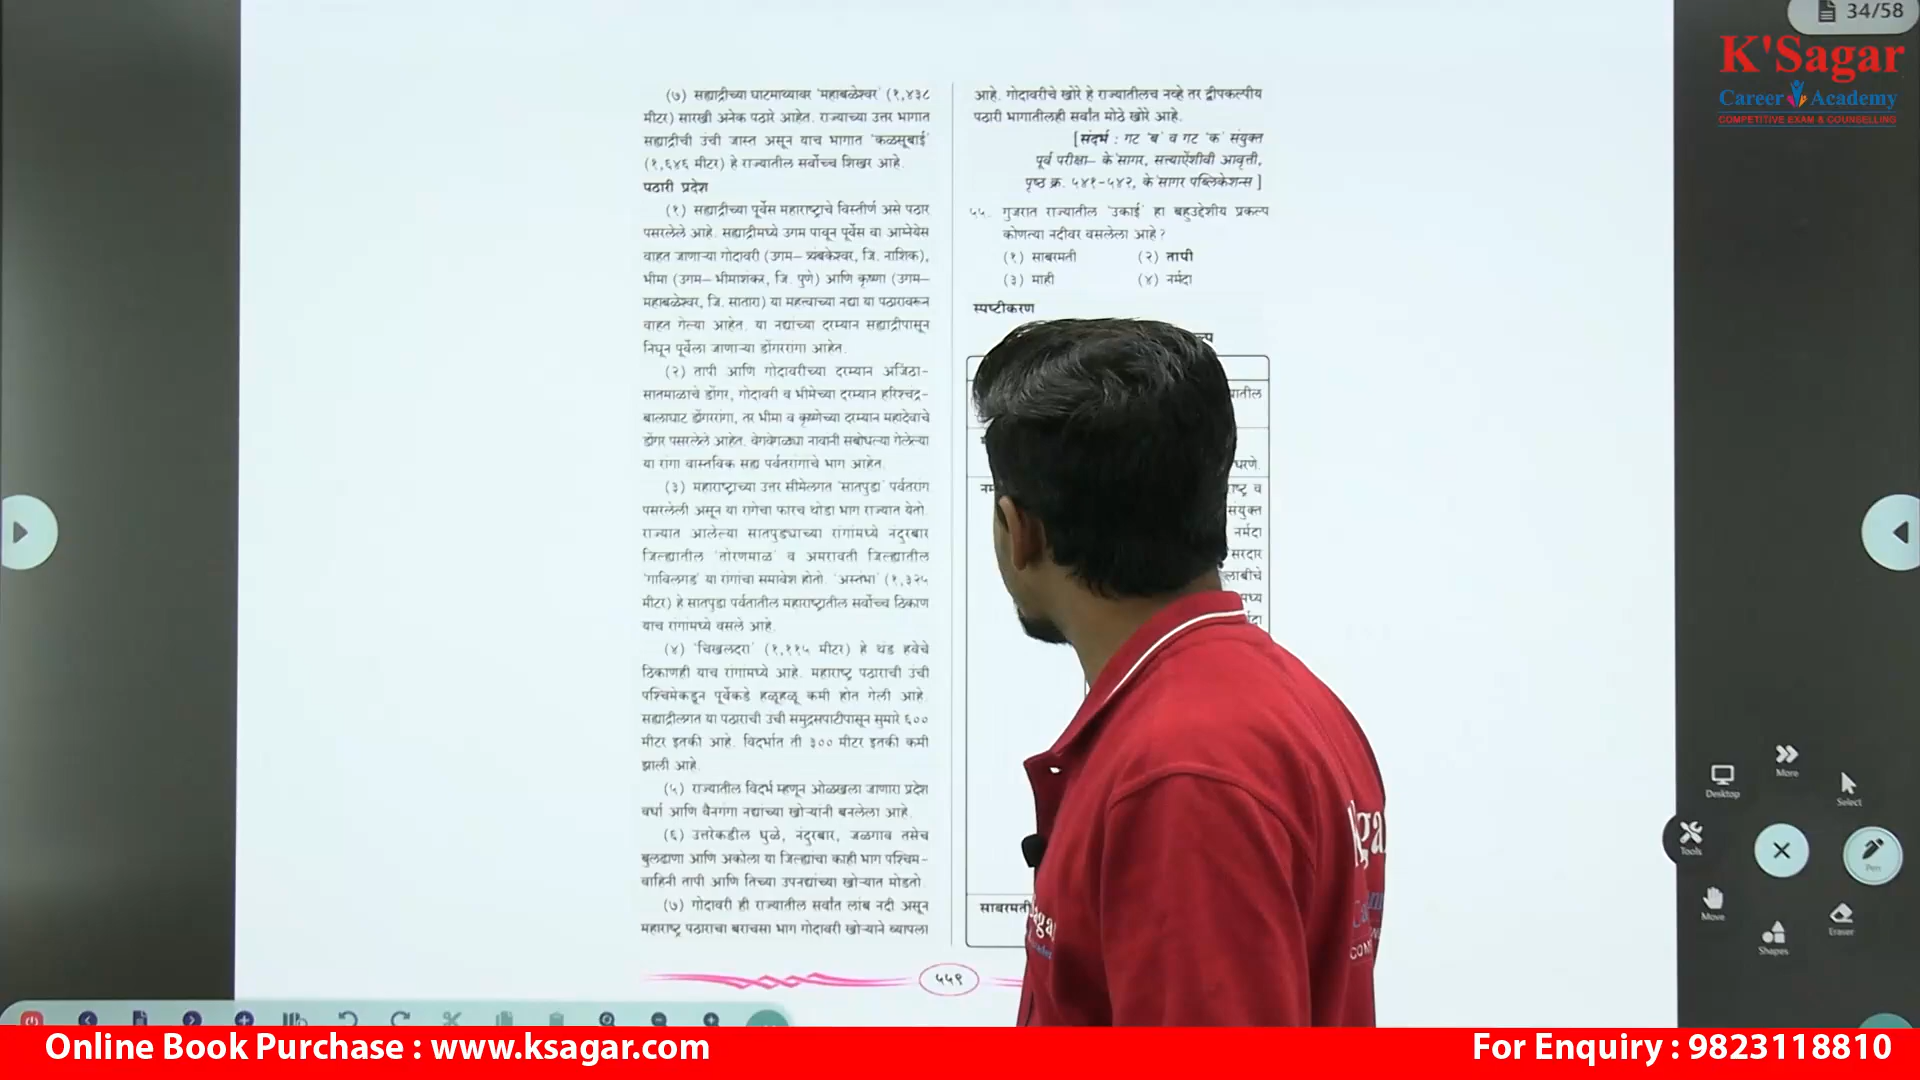 34/58
K'Sagar
Career Academy
COMPETITIVE EXAM & COUNSELLING
(७) सह्याद्रीच्या घाटमाथ्यावर 'महाबळेश्वर' (१,४३८
मीटर) सारखी अनेक पठारे आहेत. राज्याच्या उत्तर भागात
सह्याद्रीची उंची जास्त असून याच भागात 'कळसूबाई'
(१,६४६ मीटर) हे राज्यातील सर्वोच्च शिखर आहे.
पठारी प्रदेश
(१) सह्याद्रीच्या पूर्वेस महाराष्ट्राचे विस्तीर्ण असे पठार
पसरलेले आहे. सह्याद्रीमध्ये उगम पावून पूर्वेस वा आग्नेयेस
वाहत जाणाऱ्या गोदावरी (उगम– त्र्यंबकेश्वर, जि. नाशिक),
भीमा (उगम– भीमाशंकर, जि. पुणे) आणि कृष्णा (उगम–
महाबळेश्वर, जि. सातारा) या महत्त्वाच्या नद्या या पठारावरून
वाहत गेल्या आहेत. या नद्यांच्या दरम्यान सह्याद्रीपासून
निघून पूर्वेला जाणाऱ्या डोंगररांगा आहेत.
(२) तापी आणि गोदावरीच्या दरम्यान अजिंठा-
सातमाळाचे डोंगर, गोदावरी व भीमेच्या दरम्यान हरिश्चंद्र-
बालाघाट डोंगररांगा, तर भीमा व कृष्णेच्या दरम्यान महादेवाचे
डोंगर पसरलेले आहेत. वेगवेगळ्या नावांनी संबोधल्या गेलेल्या
या रांगा वास्तविक सह्य पर्वतरांगाचे भाग आहेत.
(३) महाराष्ट्राच्या उत्तर सीमेलगत 'सातपुडा' पर्वतरांग
पसरलेली असून या रांगेचा फारच थोडा भाग राज्यात येतो.
राज्यात आलेल्या सातपुड्याच्या रांगांमध्ये नंदुरबार
जिल्ह्यातील 'तोरणमाळ' व अमरावती जिल्ह्यातील
'गाविलगड' या रांगांचा समावेश होतो. 'अस्तंभा' (१,३२५
मीटर) हे सातपुडा पर्वतातील महाराष्ट्रातील सर्वोच्च ठिकाण
याच रांगांमध्ये वसले आहे.
(४) 'चिखलदरा' (१,११५ मीटर) हे थंड हवेचे
ठिकाणही याच रांगांमध्ये आहे. महाराष्ट्र पठाराची उंची
पश्चिमेकडून पूर्वेकडे हळूहळू कमी होत गेली आहे.
सह्याद्रीलगत या पठाराची उंची समुद्रसपाटीपासून सुमारे ६००
मीटर इतकी आहे. विदर्भात ती ३०० मीटर इतकी कमी
झाली आहे.
(५) राज्यातील विदर्भ म्हणून ओळखला जाणारा प्रदेश
वर्धा आणि वैनगंगा नद्यांच्या खोऱ्यांनी बनलेला आहे.
(६) उत्तरेकडील धुळे, नंदुरबार, जळगाव तसेच
बुलढाणा आणि अकोला या जिल्ह्यांचा काही भाग पश्चिम-
वाहिनी तापी आणि तिच्या उपनद्यांच्या खोऱ्यात मोडतो.
(७) गोदावरी ही राज्यातील सर्वांत लांब नदी असून
महाराष्ट्र पठाराचा बराचसा भाग गोदावरी खोऱ्याने व्यापला
आहे. गोदावरीचे खोरे हे राज्यातीलच नव्हे तर द्वीपकल्पीय
पठारी भागातीलही सर्वांत मोठे खोरे आहे.
[संदर्भ : गट 'ब' व गट 'क' संयुक्त
पूर्व परीक्षा– के'सागर, सत्त्याऐंशीवी आवृत्ती,
पृष्ठ क्र. ५४१-५४२, के'सागर पब्लिकेशन्स]
५५. गुजरात राज्यातील 'उकाई' हा बहुउद्देशीय प्रकल्प
कोणत्या नदीवर वसलेला आहे?
(१) साबरमती (२) तापी
(३) माही (४) नर्मदा
स्पष्टीकरण
धरणे.
संयुक्त
नर्मदा
सरदार
साबरमती
५५९
Desktop
More
Select
Tools
Pen
Move
Shapes
Eraser
Online Book Purchase : www.ksagar.com
For Enquiry : 9823118810